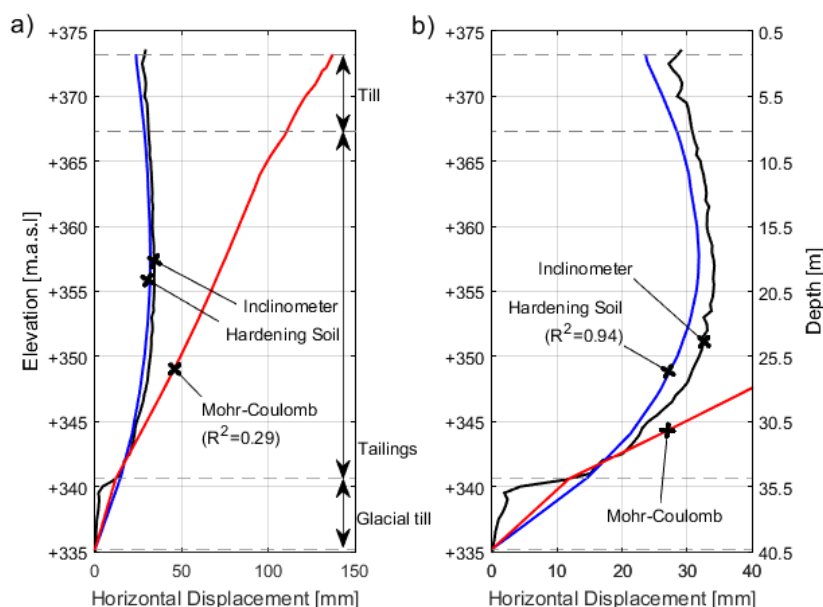 a)
Elevation [m.a.s.l]
+375
+370
+365
+360
+355
+350
+345
+340
+335
0
50
100
150
Horizontal Displacement [mm]
Till
Inclinometer
Hardening Soil
Mohr-Coulomb
(R²=0.29)
Tailings
Glacial till
b)
+375
+370
+365
+360
+355
+350
+345
+340
+335
0
10
20
30
40
Horizontal Displacement [mm]
Inclinometer
Hardening Soil
(R²=0.94)
Mohr-Coulomb
0.5
5.5
10.5
15.5
20.5
25.5
30.5
35.5
40.5
Depth [m]